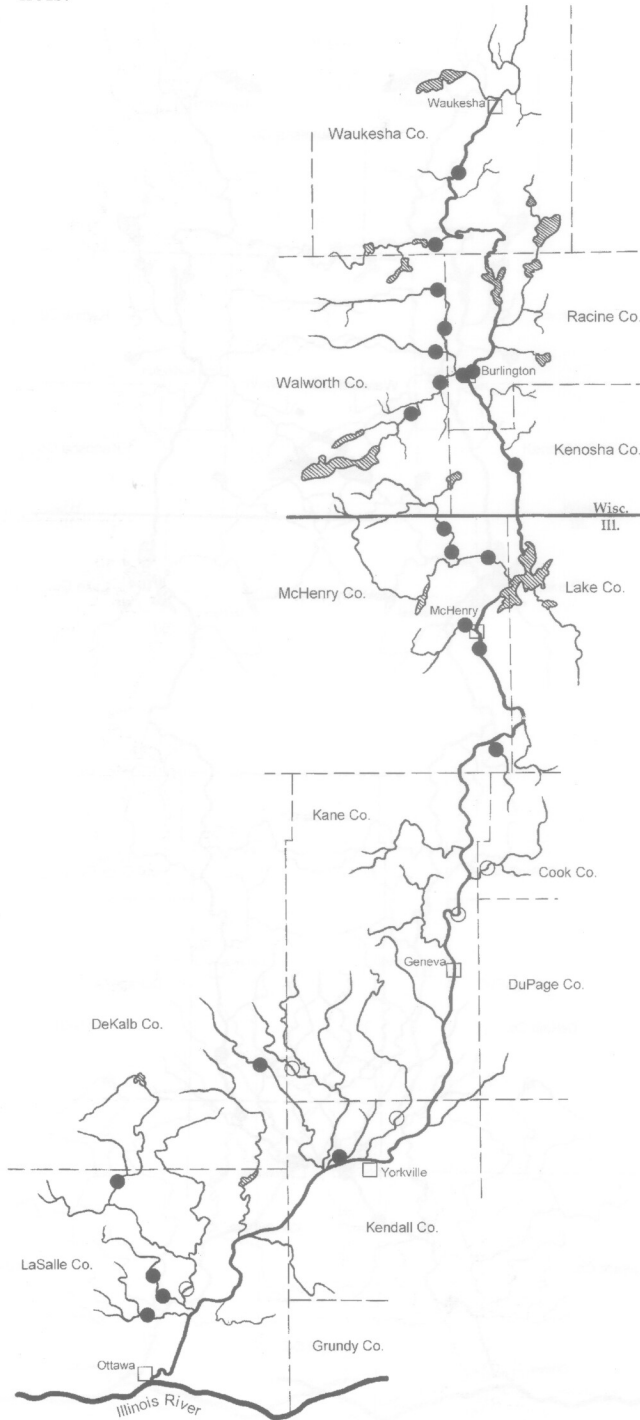 Waukesha
Waukesha Co.
Racine Co.
Burlington
Walworth Co.
Kenosha Co.
Wisc.
Ill.
McHenry Co.
Lake Co.
McHenry
Kane Co.
Cook Co.
Geneva
DuPage Co.
DeKalb Co.
Yorkville
Kendall Co.
LaSalle Co.
Grundy Co.
Ottawa
Illinois River